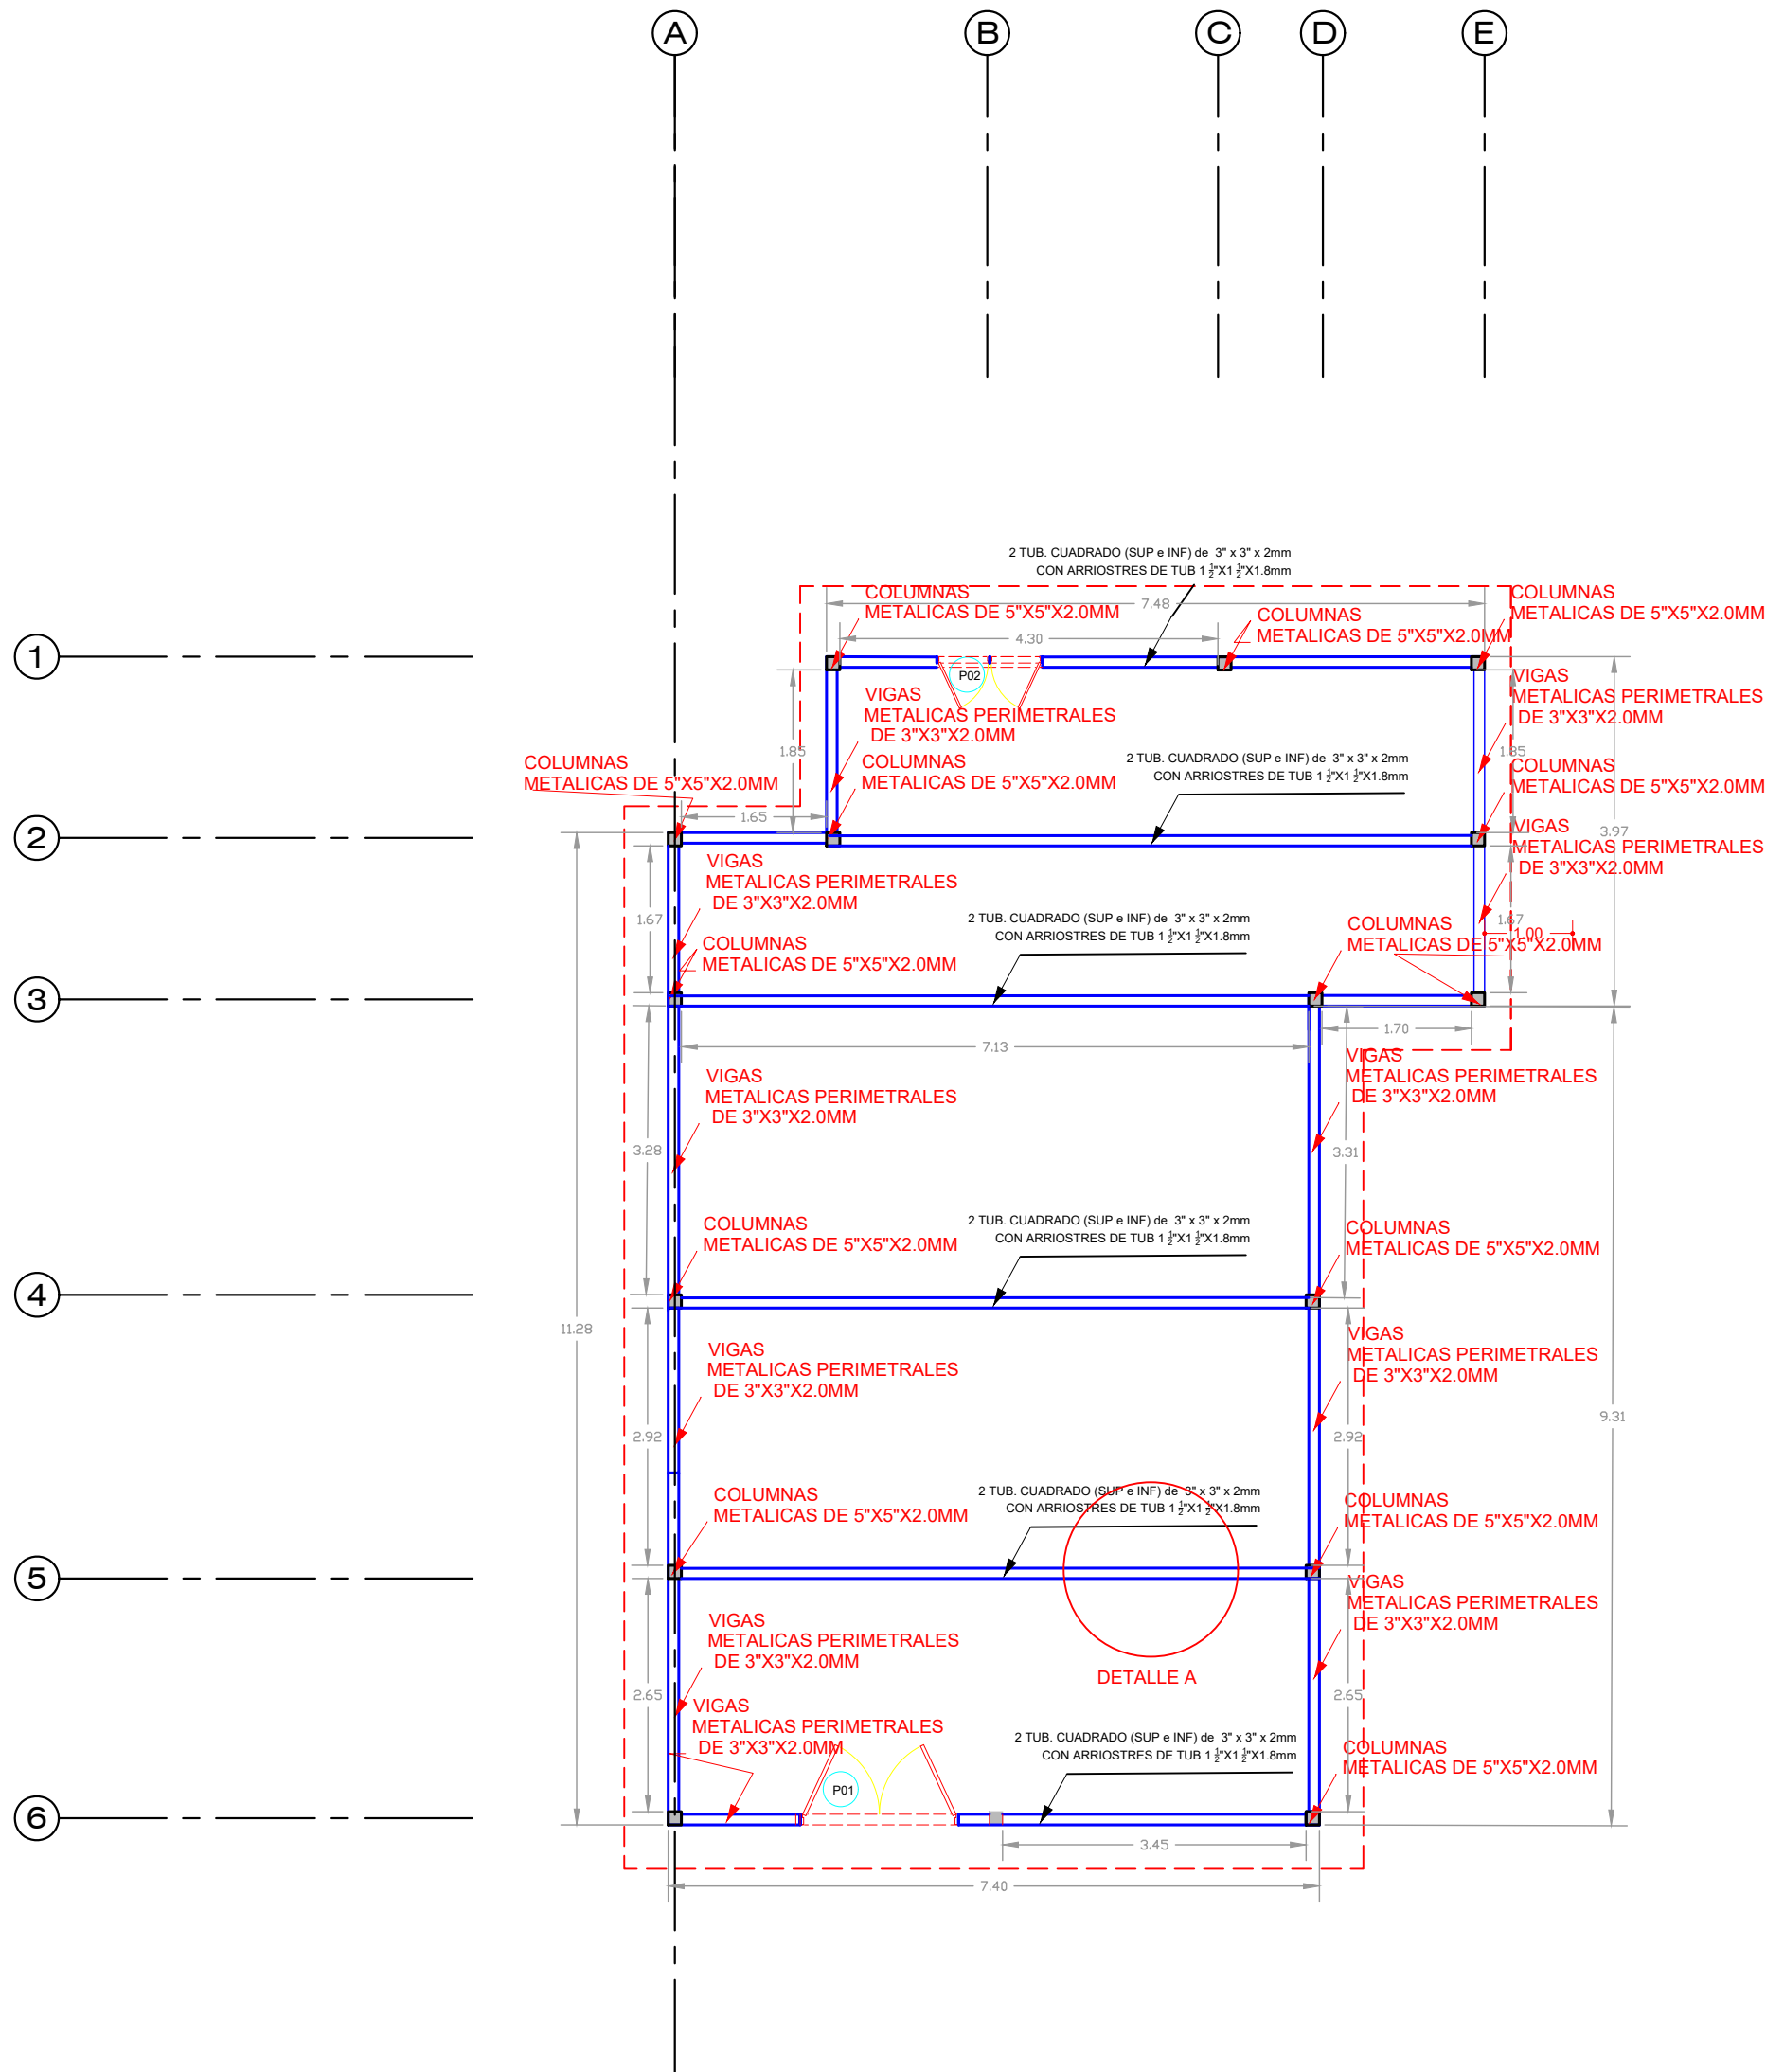 A
B
C
D
E
2 TUB. CUADRADO (SUP e INF) de 3" x 3" x 2mm
CON ARRIOSTRES DE TUB 1 ½"X1 ½"X1.8mm
COLUMNAS
METALICAS DE 5"X5"X2.0MM
7.48
COLUMNAS
METALICAS DE 5"X5"X2.0MM
COLUMNAS
METALICAS DE 5"X5"X2.0MM
4.30
1
P02
VIGAS
METALICAS PERIMETRALES
DE 3"X3"X2.0MM
VIGAS
METALICAS PERIMETRALES
DE 3"X3"X2.0MM
1.85
1.85
COLUMNAS
METALICAS DE 5"X5"X2.0MM
COLUMNAS
METALICAS DE 5"X5"X2.0MM
2 TUB. CUADRADO (SUP e INF) de 3" x 3" x 2mm
CON ARRIOSTRES DE TUB 1 ½"X1 ½"X1.8mm
COLUMNAS
METALICAS DE 5"X5"X2.0MM
1.65
2
3.97
VIGAS
METALICAS PERIMETRALES
DE 3"X3"X2.0MM
VIGAS
METALICAS PERIMETRALES
DE 3"X3"X2.0MM
1.67
2 TUB. CUADRADO (SUP e INF) de 3" x 3" x 2mm
CON ARRIOSTRES DE TUB 1 ½"X1 ½"X1.8mm
COLUMNAS
METALICAS DE 5"X5"X2.0MM
1.67
1.00
COLUMNAS
METALICAS DE 5"X5"X2.0MM
3
1.70
7.13
VIGAS
METALICAS PERIMETRALES
DE 3"X3"X2.0MM
VIGAS
METALICAS PERIMETRALES
DE 3"X3"X2.0MM
3.28
3.31
COLUMNAS
METALICAS DE 5"X5"X2.0MM
2 TUB. CUADRADO (SUP e INF) de 3" x 3" x 2mm
CON ARRIOSTRES DE TUB 1 ½"X1 ½"X1.8mm
COLUMNAS
METALICAS DE 5"X5"X2.0MM
4
11.28
VIGAS
METALICAS PERIMETRALES
DE 3"X3"X2.0MM
VIGAS
METALICAS PERIMETRALES
DE 3"X3"X2.0MM
9.31
2.92
2.92
COLUMNAS
METALICAS DE 5"X5"X2.0MM
2 TUB. CUADRADO (SUP e INF) de 3" x 3" x 2mm
CON ARRIOSTRES DE TUB 1 ½"X1 ½"X1.8mm
COLUMNAS
METALICAS DE 5"X5"X2.0MM
5
VIGAS
METALICAS PERIMETRALES
DE 3"X3"X2.0MM
VIGAS
METALICAS PERIMETRALES
DE 3"X3"X2.0MM
DETALLE A
2.65
2.65
VIGAS
METALICAS PERIMETRALES
DE 3"X3"X2.0MM
2 TUB. CUADRADO (SUP e INF) de 3" x 3" x 2mm
CON ARRIOSTRES DE TUB 1 ½"X1 ½"X1.8mm
COLUMNAS
METALICAS DE 5"X5"X2.0MM
P01
6
3.45
7.40